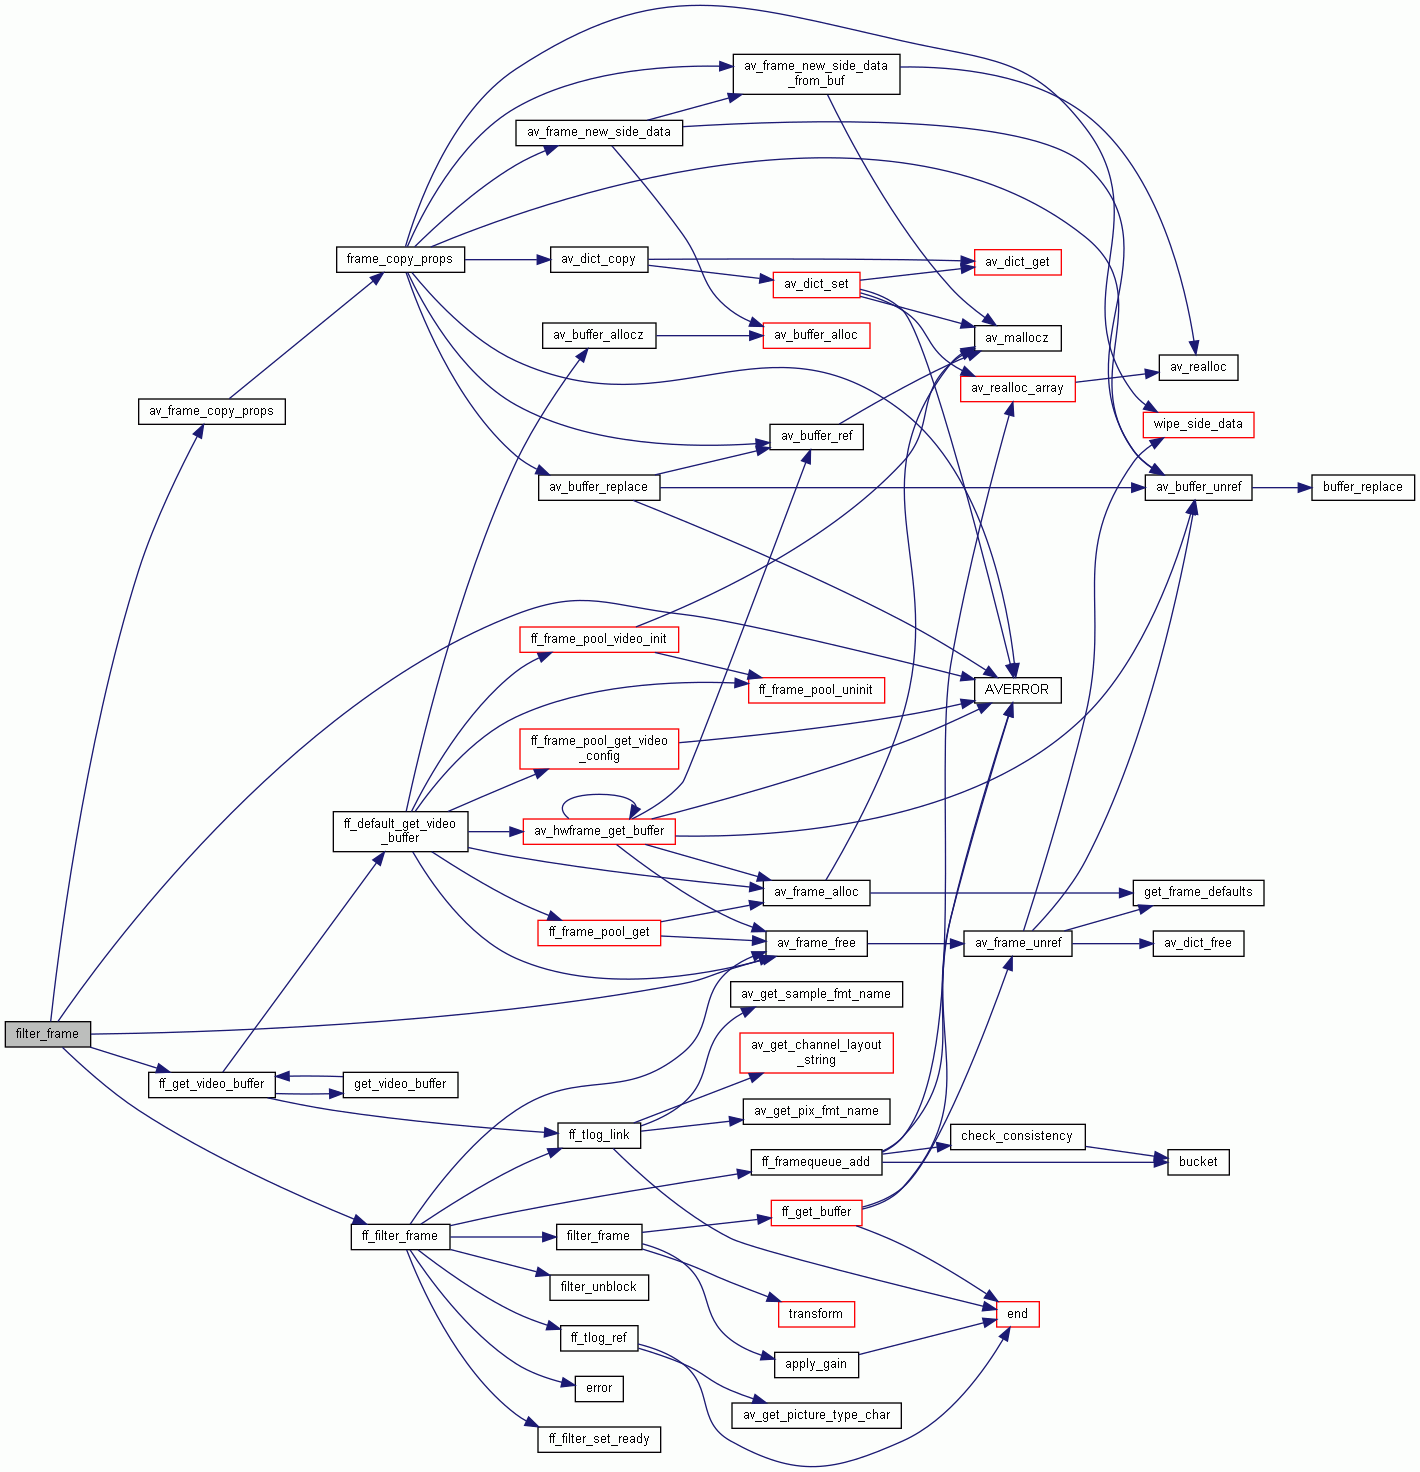 av_frame_new_side_data
_from_buf
av_frame_new_side_data
frame_copy_props
av_dict_copy
av_dict_get
av_dict_set
av_buffer_allocz
av_buffer_alloc
av_mallocz
av_realloc
av_realloc_array
av_frame_copy_props
wipe_side_data
av_buffer_ref
av_buffer_replace
av_buffer_unref
buffer_replace
ff_frame_pool_video_init
ff_frame_pool_uninit
AVERROR
ff_frame_pool_get_video
_config
ff_default_get_video
_buffer
av_hwframe_get_buffer
av_frame_alloc
get_frame_defaults
ff_frame_pool_get
av_frame_free
av_frame_unref
av_dict_free
av_get_sample_fmt_name
filter_frame
av_get_channel_layout
_string
ff_get_video_buffer
get_video_buffer
av_get_pix_fmt_name
ff_tlog_link
check_consistency
ff_framequeue_add
bucket
ff_get_buffer
ff_filter_frame
filter_frame
filter_unblock
transform
end
ff_tlog_ref
apply_gain
error
av_get_picture_type_char
ff_filter_set_ready